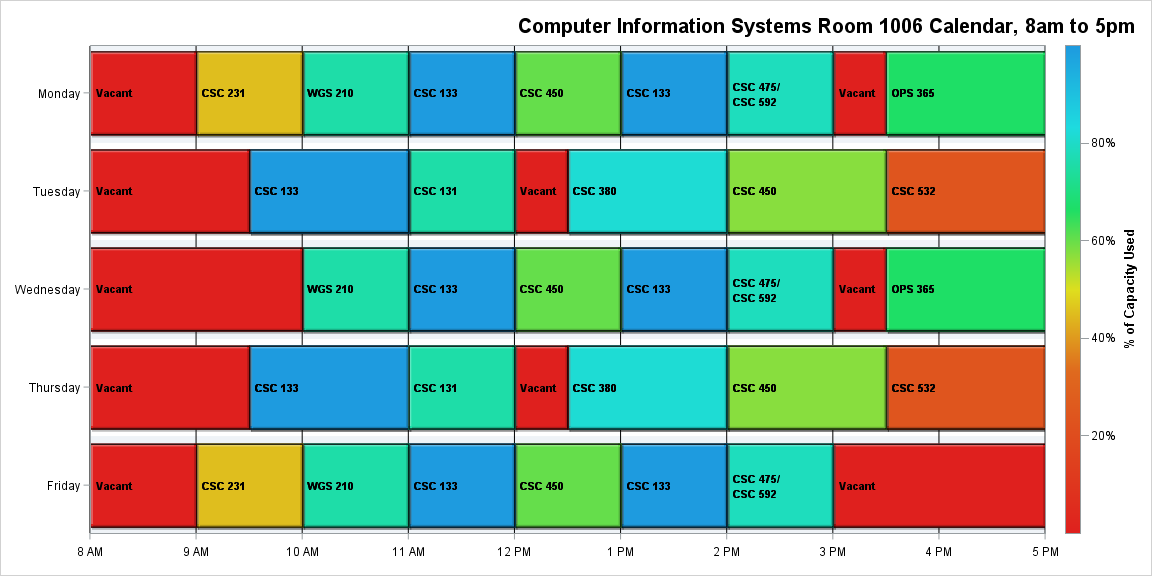 Computer Information Systems Room 1006 Calendar, 8am to 5pm
Monday
Vacant
CSC 231
WGS 210
CSC 133
CSC 450
CSC 133
CSC 475/
CSC 592
Vacant
OPS 365
Tuesday
Vacant
CSC 133
CSC 131
Vacant
CSC 380
CSC 450
CSC 532
Wednesday
Vacant
WGS 210
CSC 133
CSC 450
CSC 133
CSC 475/
CSC 592
Vacant
OPS 365
Thursday
Vacant
CSC 133
CSC 131
Vacant
CSC 380
CSC 450
CSC 532
Friday
Vacant
CSC 231
WGS 210
CSC 133
CSC 450
CSC 133
CSC 475/
CSC 592
Vacant
8 AM
9 AM
10 AM
11 AM
12 PM
1 PM
2 PM
3 PM
4 PM
5 PM
80%
60%
40%
20%
% of Capacity Used